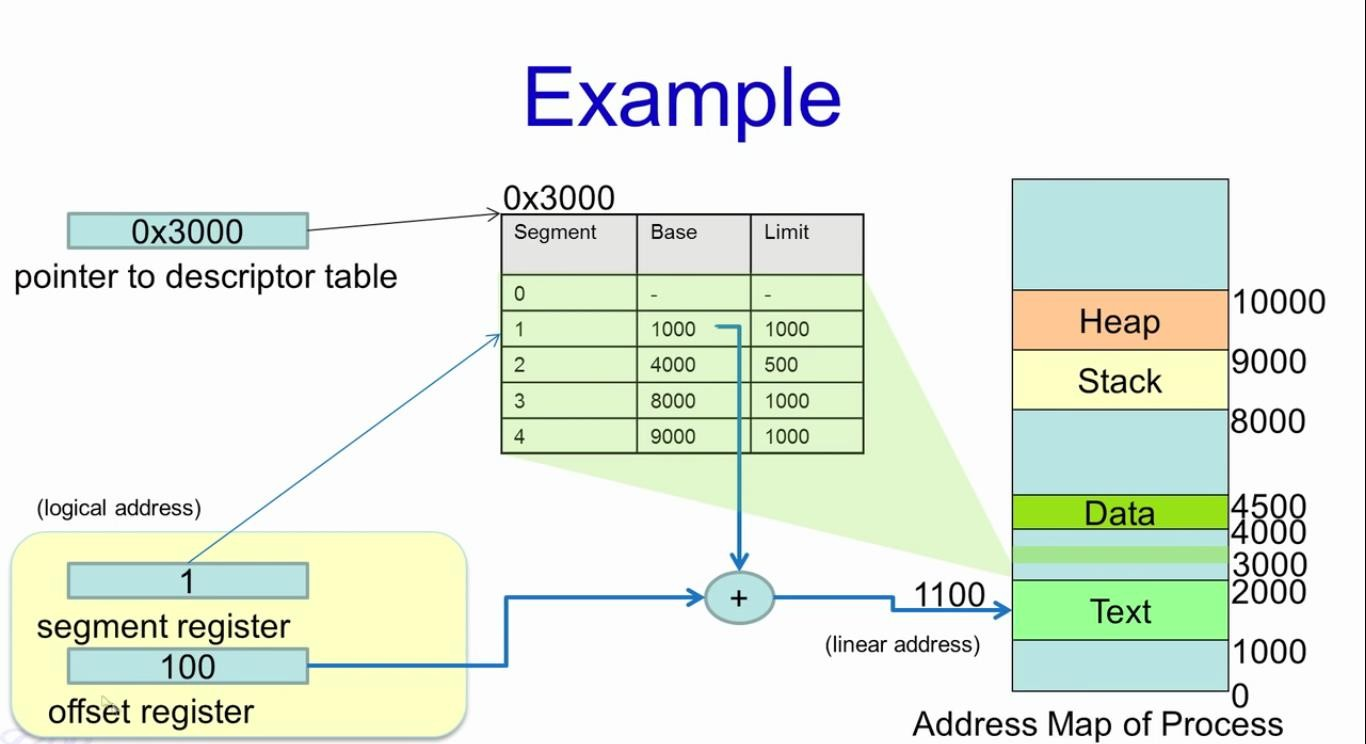 Example
0x3000
pointer to descriptor table
0x3000
Segment Base Limit
0 - -
1 1000 1000
2 4000 500
3 8000 1000
4 9000 1000
(logical address)
1
segment register
100
offset register
+
1100
(linear address)
Heap
Stack
Data
Text
10000
9000
8000
4500
4000
3000
2000
1000
0
Address Map of Process